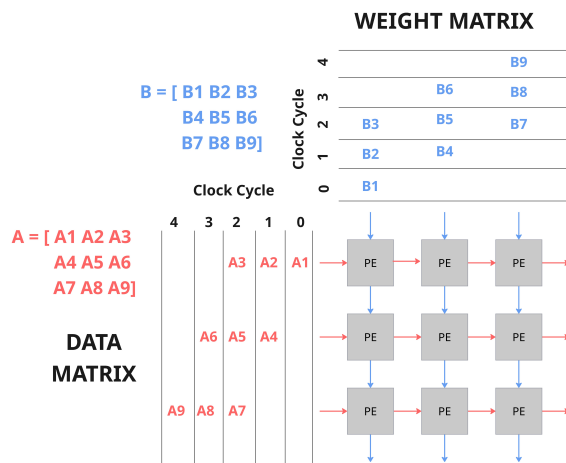 WEIGHT MATRIX
4 B9
B = [ B1 B2 B3
B4 B5 B6
B7 B8 B9]
Clock Cycle
3 B6 B8
2 B3 B5 B7
1 B2 B4
0 B1
Clock Cycle
4 3 2 1 0
A = [ A1 A2 A3
A4 A5 A6
A7 A8 A9]
A3 A2 A1 PE PE PE
DATA
MATRIX
A6 A5 A4 PE PE PE
A9 A8 A7 PE PE PE